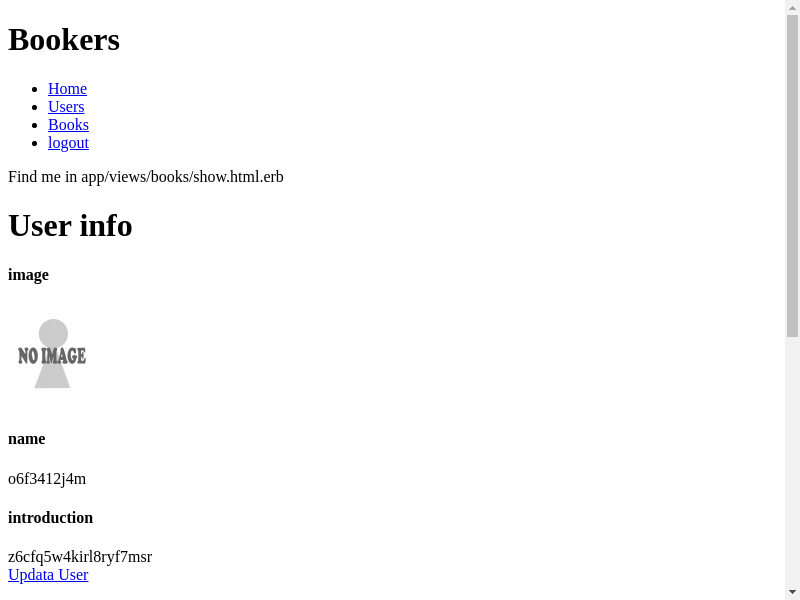 Bookers
Home
Users
Books
logout
Find me in app/views/books/show.html.erb
User info
image
NO IMAGE
name
o6f3412j4m
introduction
z6cfq5w4kirl8ryf7msr
Updata User